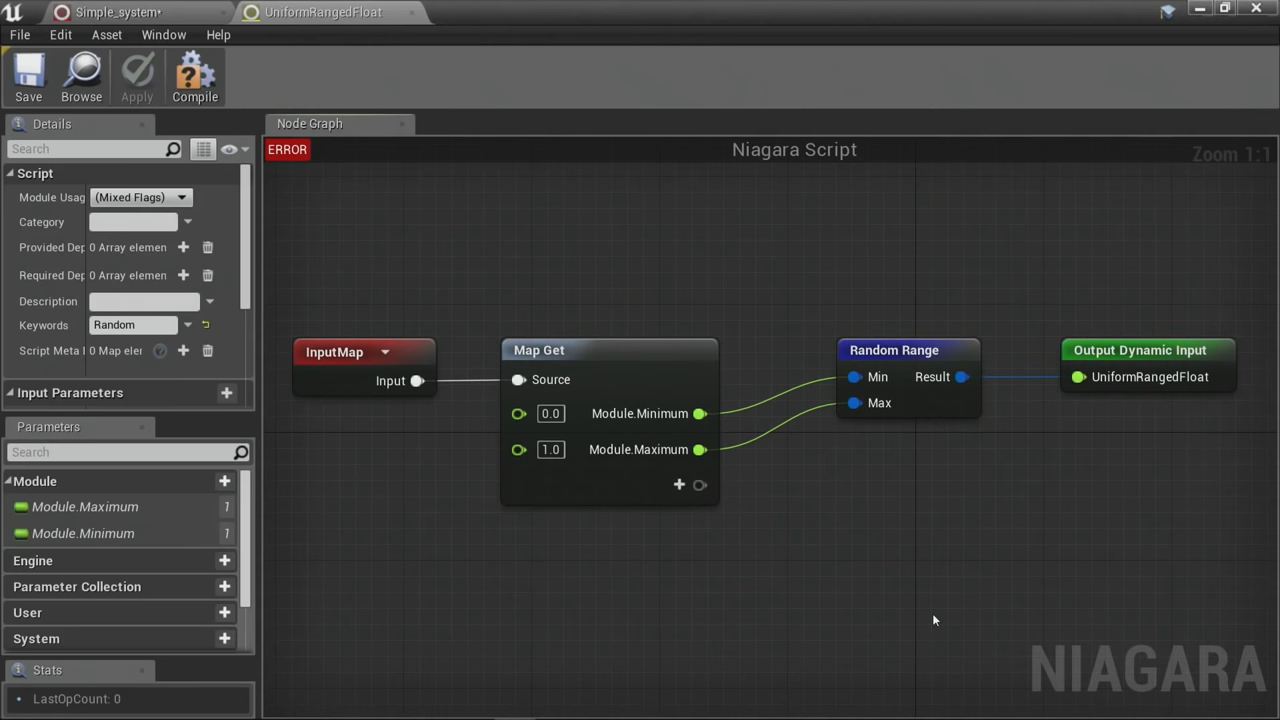 Simple_system*
UniformRangedFloat
File Edit Asset Window Help
Save Browse Apply Compile
Details
Search
Script
Module Usag (Mixed Flags)
Category
Provided Dep 0 Array elemen
Required Dep 0 Array elemen
Description
Keywords Random
Script Meta 0 Map eler
Input Parameters
Parameters
Search
Module
Module.Maximum 1
Module.Minimum 1
Engine
Parameter Collection
User
System
Stats
LastOpCount: 0
Node Graph
ERROR
Niagara Script
Zoom 1:1
InputMap
Input
Map Get
Source
0.0 Module.Minimum
1.0 Module.Maximum
Random Range
Min Result
Max
Output Dynamic Input
UniformRangedFloat
NIAGARA